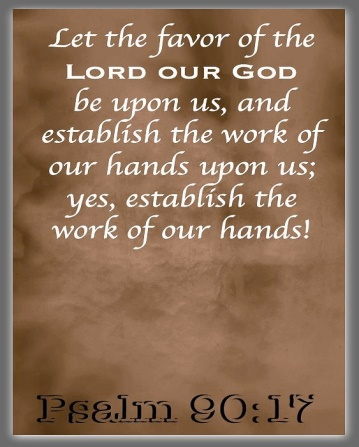 Let the favor of the
LORD OUR GOD
be upon us, and
establish the work of
our hands upon us;
yes, establish the
work of our hands!
Psalm 90:17